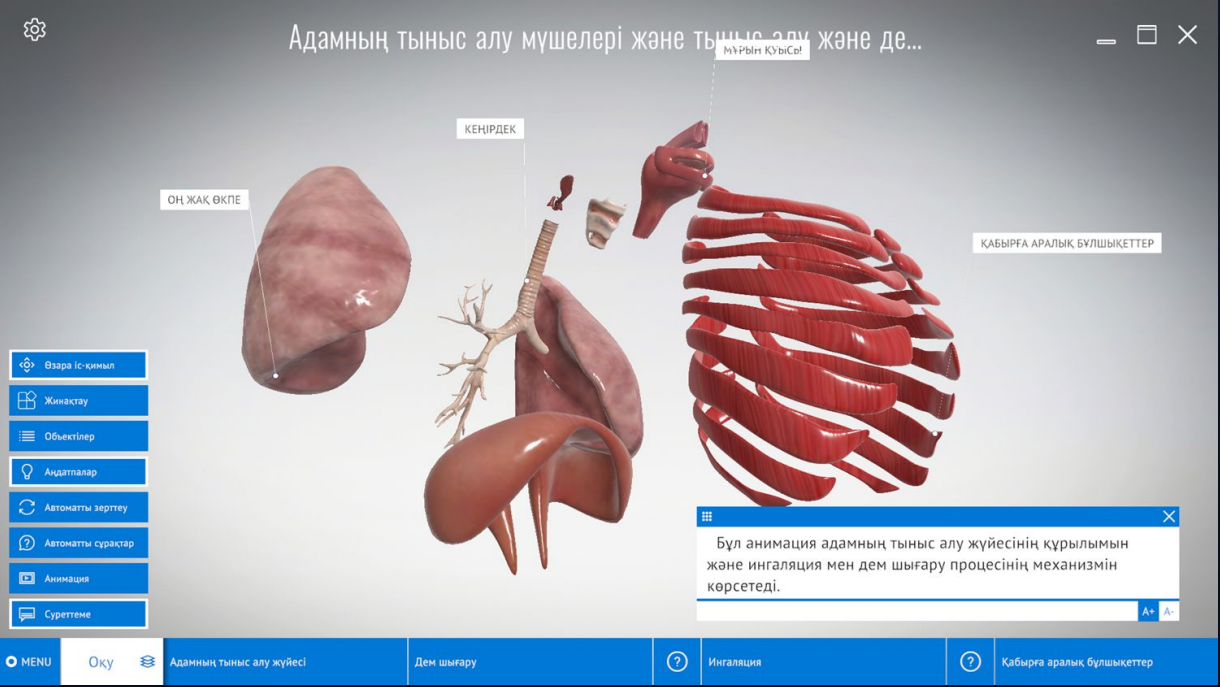 Адамның тыныс алу мүшелері және тыныс алу және де...
МҰРЫН ҚУЫСЫ!
КЕҢІРДЕК
ОҢ ЖАҚ ӨКПЕ
ҚАБЫРҒА АРАЛЫҚ БҰЛШЫҚЕТТЕР
Өзара іс-қимыл
Жинақтау
Объектілер
Аңдатпалар
Автоматты зерттеу
Автоматты сұрақтар
Анимация
Суреттеме
Бұл анимация адамның тыныс алу жүйесінің құрылымын
және ингаляция мен дем шығару процесінің механизмін
көрсетеді.
A+ A-
MENU
Оқу
Адамның тыныс алу жүйесі
Дем шығару
?
Ингаляция
?
Қабырға аралық бұлшықеттер